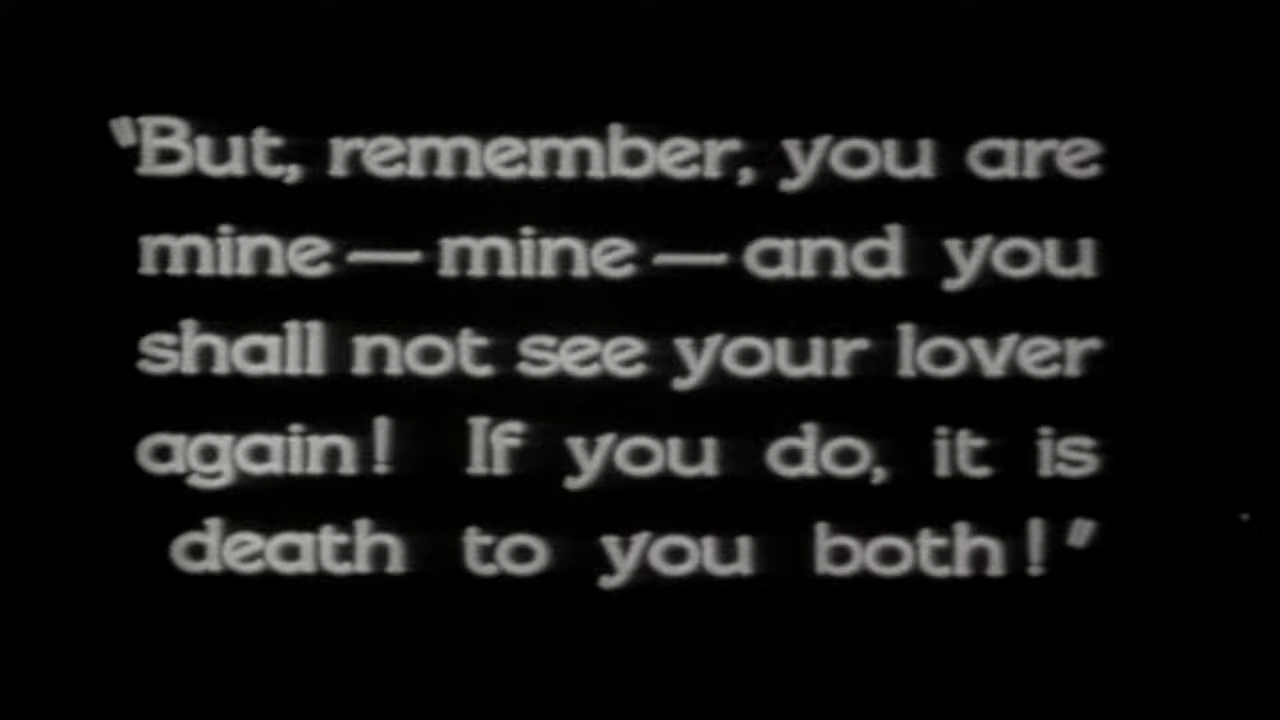 "But, remember, you are
mine — mine — and you
shall not see your lover
again! If you do, it is
death to you both!"